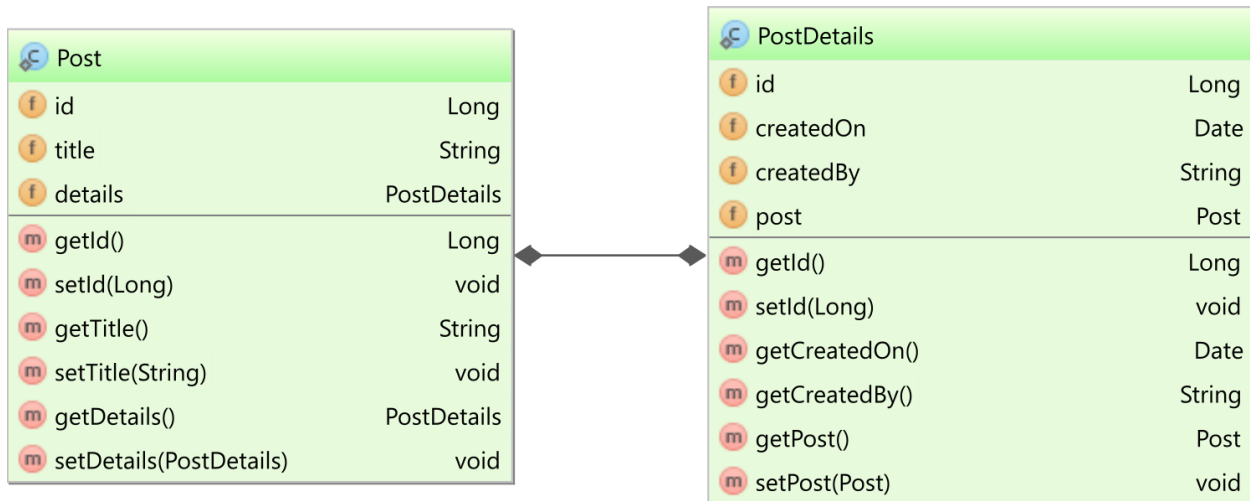 Post
id Long
title String
details PostDetails
getId() Long
setId(Long) void
getTitle() String
setTitle(String) void
getDetails() PostDetails
setDetails(PostDetails) void
PostDetails
id Long
createdOn Date
createdBy String
post Post
getId() Long
setId(Long) void
getCreatedOn() Date
getCreatedBy() String
getPost() Post
setPost(Post) void